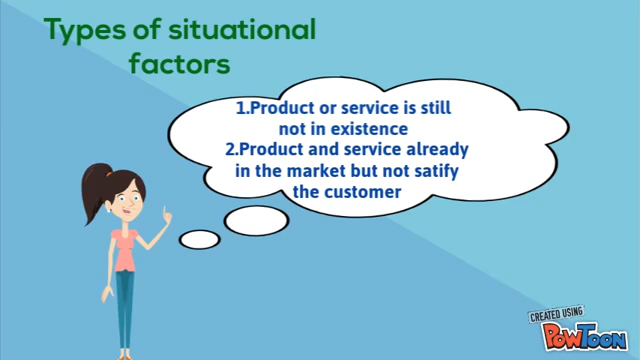 Types of situational
factors
1.Product or service is still
not in existence
2.Product and service already
in the market but not satify
the customer
CREATED USING
POWTOON